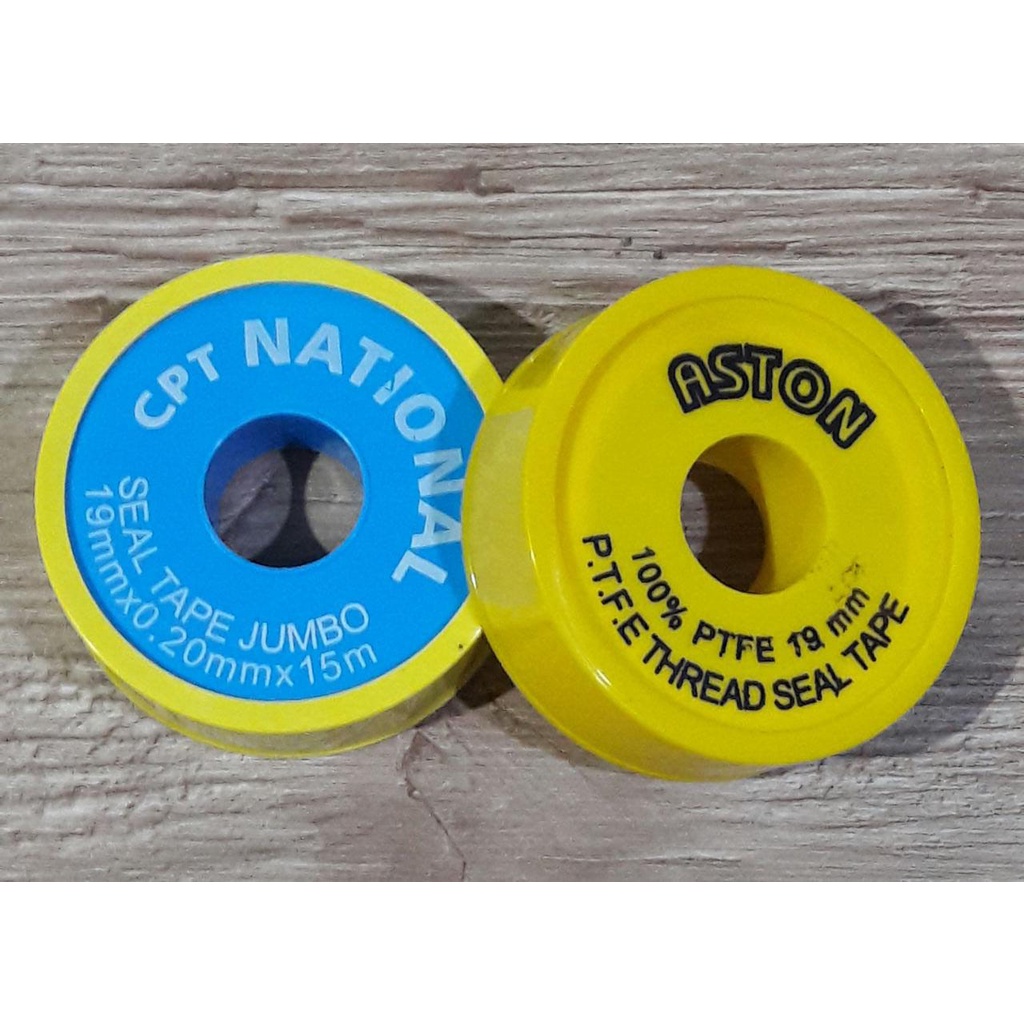 CPT NATIONAL
SEAL TAPE JUMBO
19mmx0.20mmx15m
ASTON
100% PTFE 19 mm
P.T.F.E THREAD SEAL TAPE